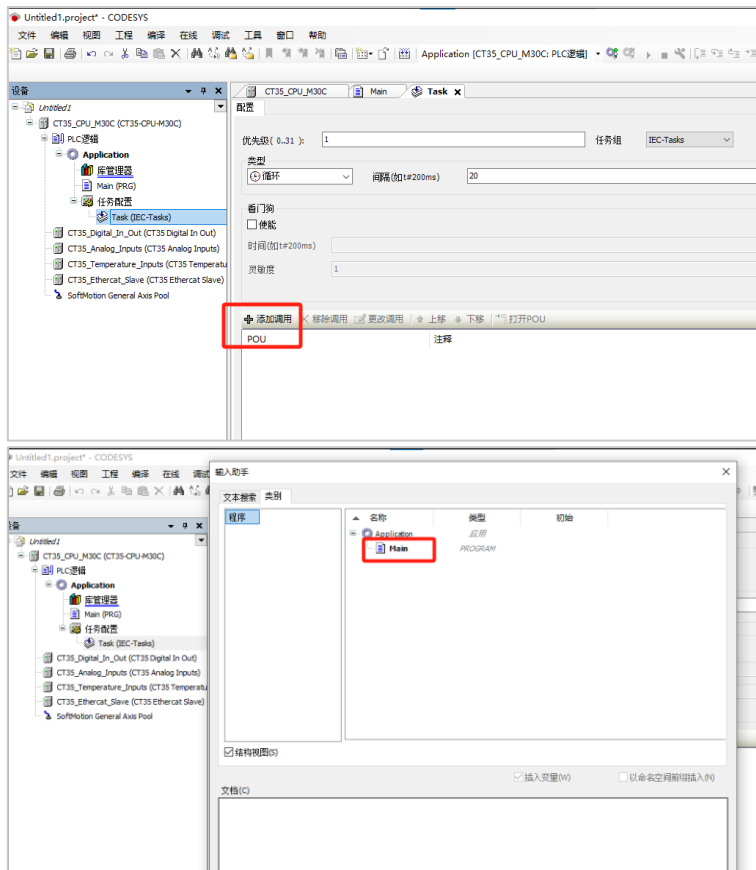 Untitled1.project* - CODESYS
文件 编辑 视图 工程 编译 在线 调试 工具 窗口 帮助
Application [CT35_CPU_M30C: PLC逻辑]
设备
Untitled1
CT35_CPU_M30C (CT35-CPU-M30C)
PLC逻辑
Application
库管理器
Main (PRG)
任务配置
Task (IEC-Tasks)
CT35_Digital_In_Out (CT35 Digital In Out)
CT35_Analog_Inputs (CT35 Analog Inputs)
CT35_Temperature_Inputs (CT35 Temperatu
CT35_Ethercat_Slave (CT35 Ethercat Slave)
SoftMotion General Axis Pool
CT35_CPU_M30C Main Task x
配置
优先级( 0..31 ): 1 任务组 IEC-Tasks
类型
循环 间隔(如t#200ms) 20
看门狗
使能
时间(如t#200ms)
灵敏度 1
添加调用 移除调用 更改调用 上移 下移 打开POU
POU 注释
Untitled1.project* - CODESYS
文件 编辑 视图 工程 编译 在线 调试
设备
Untitled1
CT35_CPU_M30C (CT35-CPU-M30C)
PLC逻辑
Application
库管理器
Main (PRG)
任务配置
Task (IEC-Tasks)
CT35_Digital_In_Out (CT35 Digital In Out)
CT35_Analog_Inputs (CT35 Analog Inputs)
CT35_Temperature_Inputs (CT35 Temperatu
CT35_Ethercat_Slave (CT35 Ethercat Slave)
SoftMotion General Axis Pool
输入助手
文本搜索 类别
程序
名称 类型 初始
Application 应用
Main PROGRAM
结构视图(S)
插入变量(W) 以命名空间前缀插入(N)
文档(C)